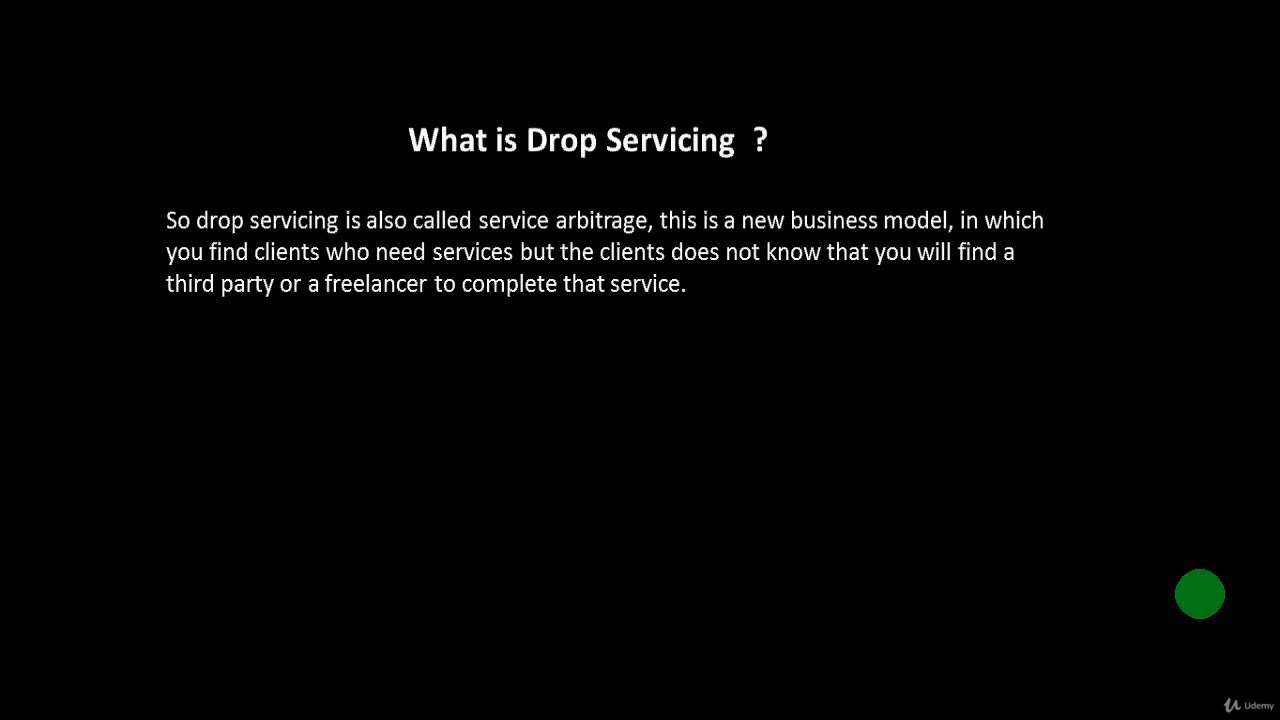 What is Drop Servicing ?
So drop servicing is also called service arbitrage, this is a new business model, in which
you find clients who need services but the clients does not know that you will find a
third party or a freelancer to complete that service.
Udemy